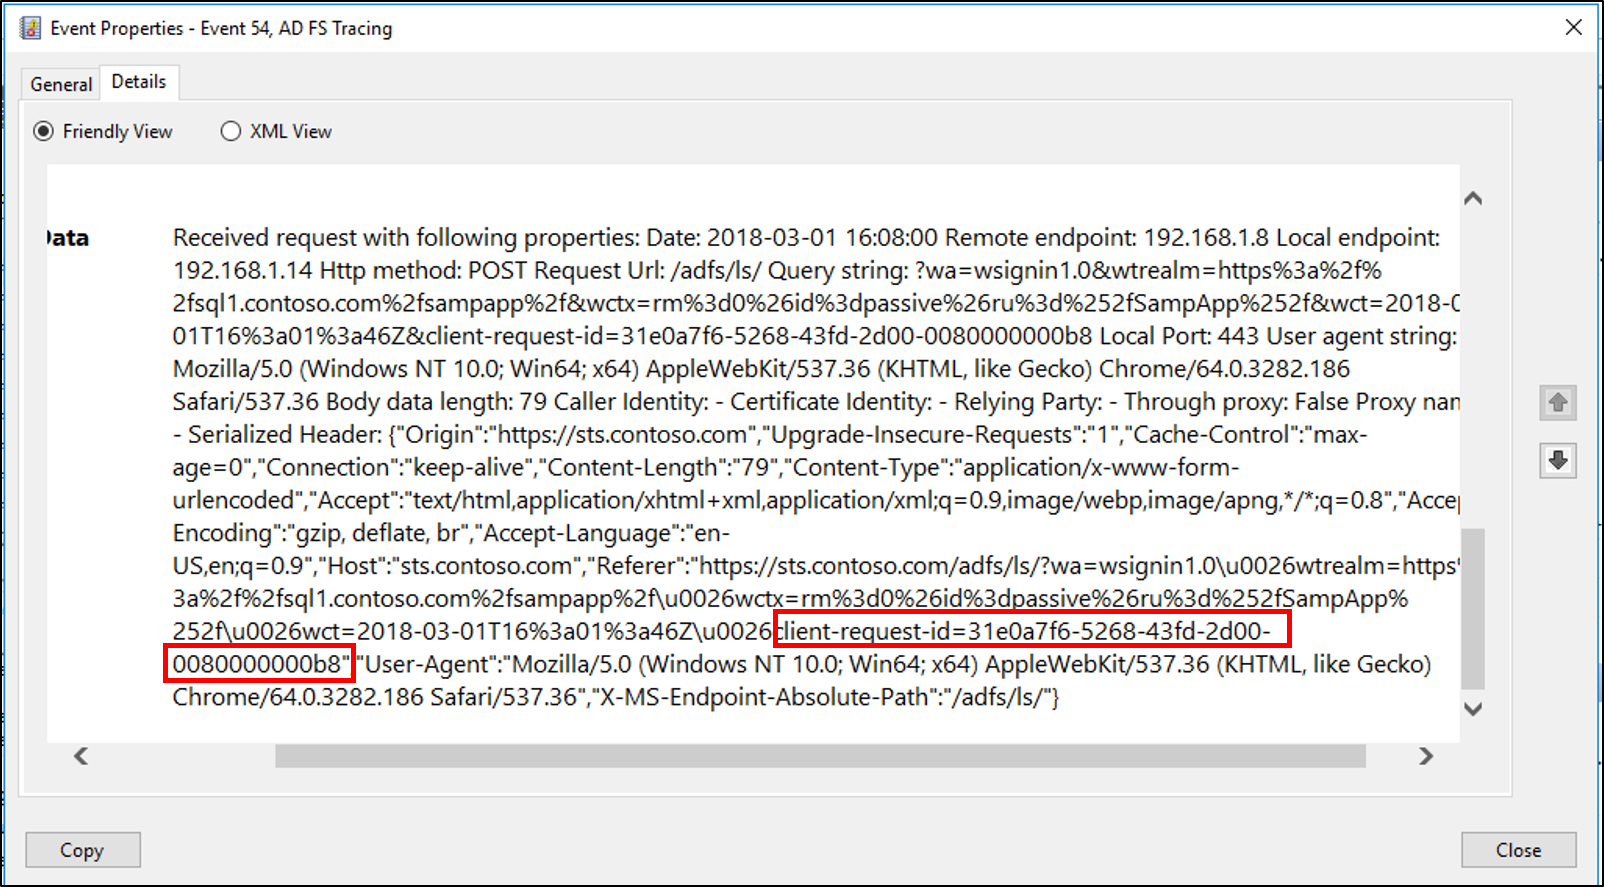 Event Properties - Event 54, AD FS Tracing
General
Details
Friendly View
XML View
Data
Received request with following properties: Date: 2018-03-01 16:08:00 Remote endpoint: 192.168.1.8 Local endpoint:
192.168.1.14 Http method: POST Request Url: /adfs/ls/ Query string: ?wa=wsignin1.0&wtrealm=https%3a%2f%
2fsql1.contoso.com%2fsampapp%2f&wctx=rm%3d0%26id%3dpassive%26ru%3d%252fSampApp%252f&wct=2018-0
01T16%3a01%3a46Z&client-request-id=31e0a7f6-5268-43fd-2d00-0080000000b8 Local Port: 443 User agent string:
Mozilla/5.0 (Windows NT 10.0; Win64; x64) AppleWebKit/537.36 (KHTML, like Gecko) Chrome/64.0.3282.186
Safari/537.36 Body data length: 79 Caller Identity: - Certificate Identity: - Relying Party: - Through proxy: False Proxy nam
- Serialized Header: {"Origin":"https://sts.contoso.com","Upgrade-Insecure-Requests":"1","Cache-Control":"max-
age=0","Connection":"keep-alive","Content-Length":"79","Content-Type":"application/x-www-form-
urlencoded","Accept":"text/html,application/xhtml+xml,application/xml;q=0.9,image/webp,image/apng,*/*;q=0.8","Accep
Encoding":"gzip, deflate, br","Accept-Language":"en-
US,en;q=0.9","Host":"sts.contoso.com","Referer":"https://sts.contoso.com/adfs/ls/?wa=wsignin1.0\u0026wtrealm=https%
3a%2f%2fsql1.contoso.com%2fsampapp%2f\u0026wctx=rm%3d0%26id%3dpassive%26ru%3d%252fSampApp%
252f\u0026wct=2018-03-01T16%3a01%3a46Z\u0026client-request-id=31e0a7f6-5268-43fd-2d00-
0080000000b8","User-Agent":"Mozilla/5.0 (Windows NT 10.0; Win64; x64) AppleWebKit/537.36 (KHTML, like Gecko)
Chrome/64.0.3282.186 Safari/537.36","X-MS-Endpoint-Absolute-Path":"/adfs/ls/"}
Copy
Close